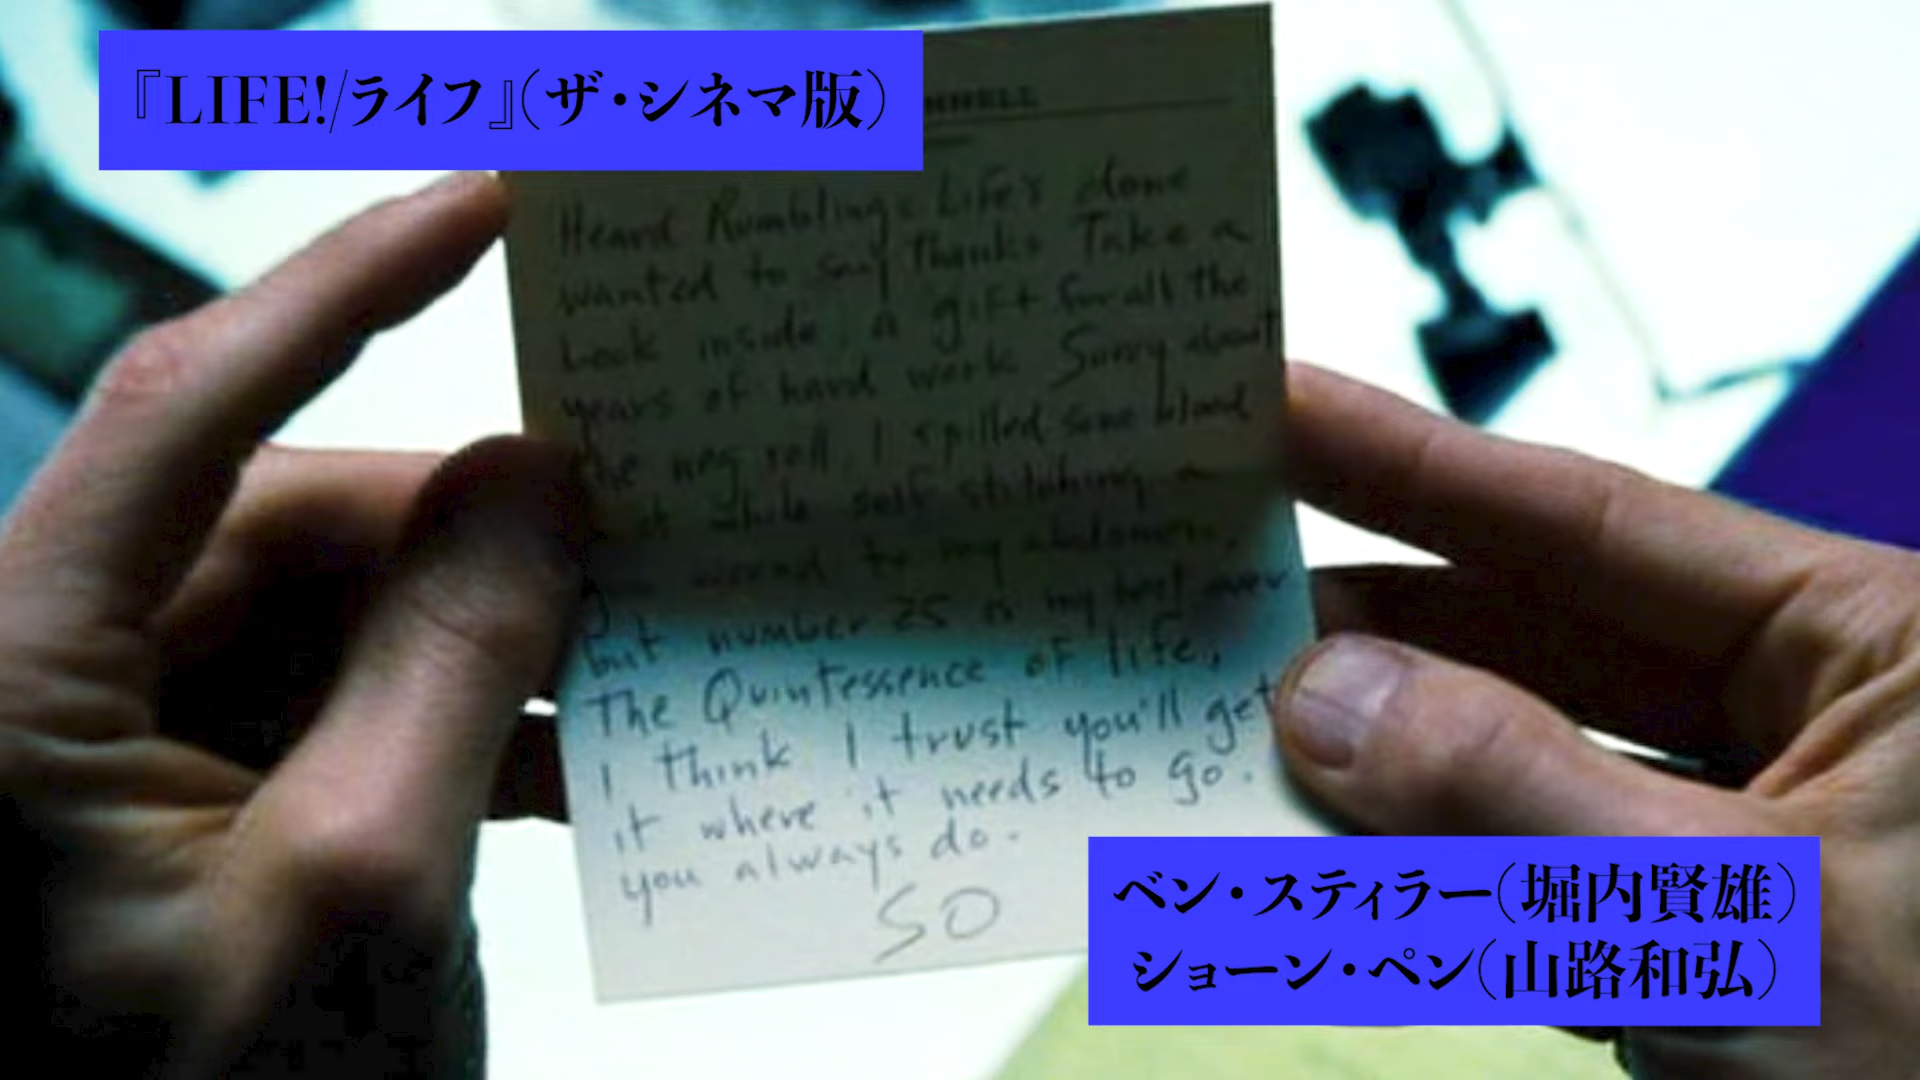 『LIFE!/ライフ』(ザ・シネマ版)
Heard Rumblings Life's done
wanted to say thanks Take a
Look inside, a gift for all the
years of hard work Sorry about
the neg roll, I spilled some blood
while self stitching a
wound to my abdomen,
but number 25 is my best ever
The Quintessence of life,
I think I trust you'll get
it where it needs to go.
you always do.
SO
ベン・スティラー(堀内賢雄)
ショーン・ペン(山路和弘)